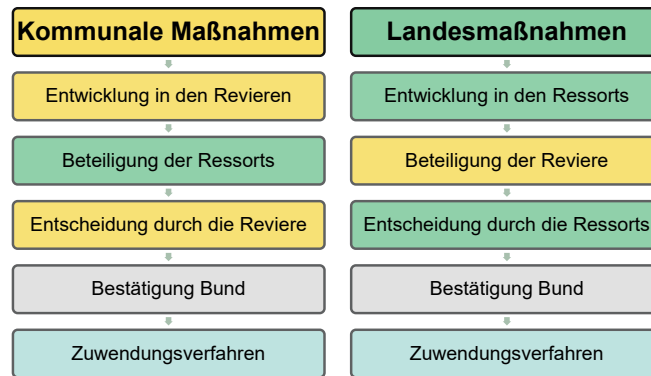 Kommunale Maßnahmen
Entwicklung in den Revieren
Beteiligung der Ressorts
Entscheidung durch die Reviere
Bestätigung Bund
Zuwendungsverfahren
Landesmaßnahmen
Entwicklung in den Ressorts
Beteiligung der Reviere
Entscheidung durch die Ressorts
Bestätigung Bund
Zuwendungsverfahren